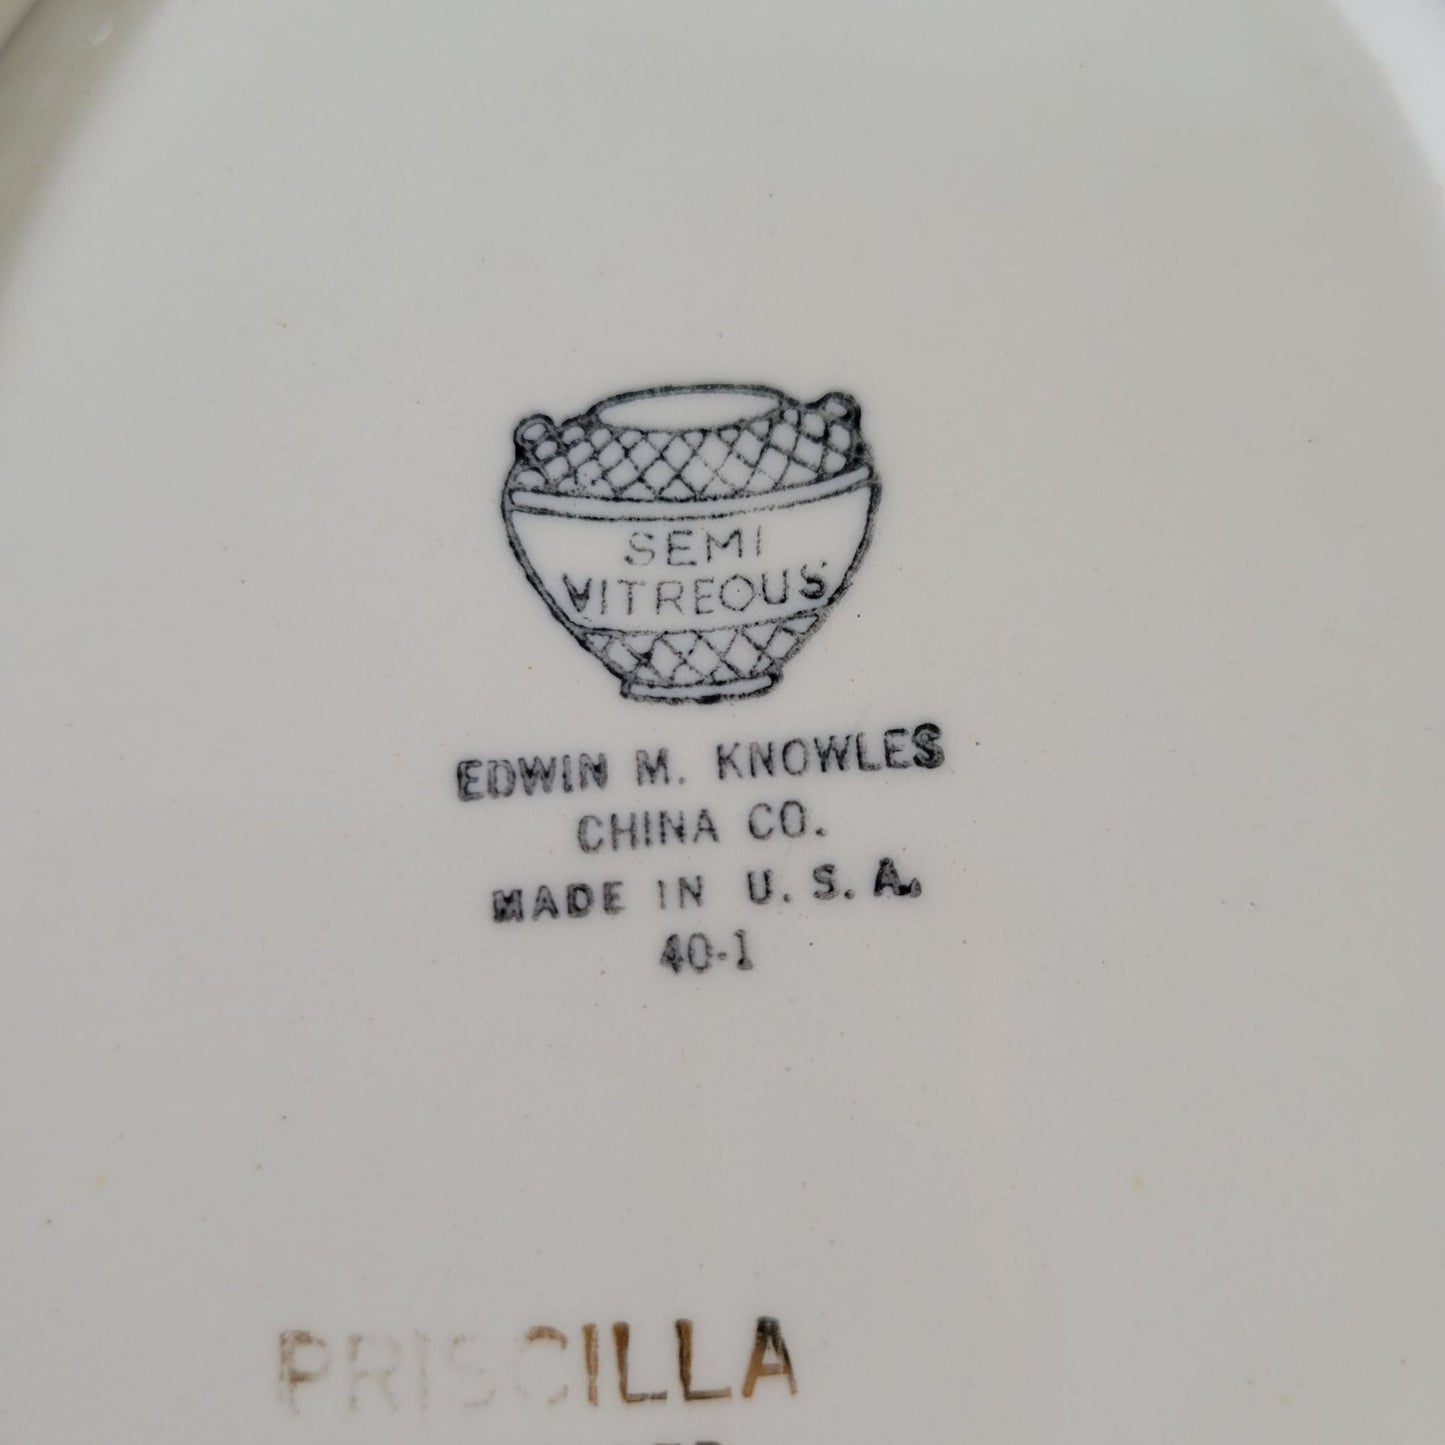 SEMI
VITREOUS
EDWIN M. KNOWLES
CHINA CO.
MADE IN U.S.A.
40-1
PRISCILLA